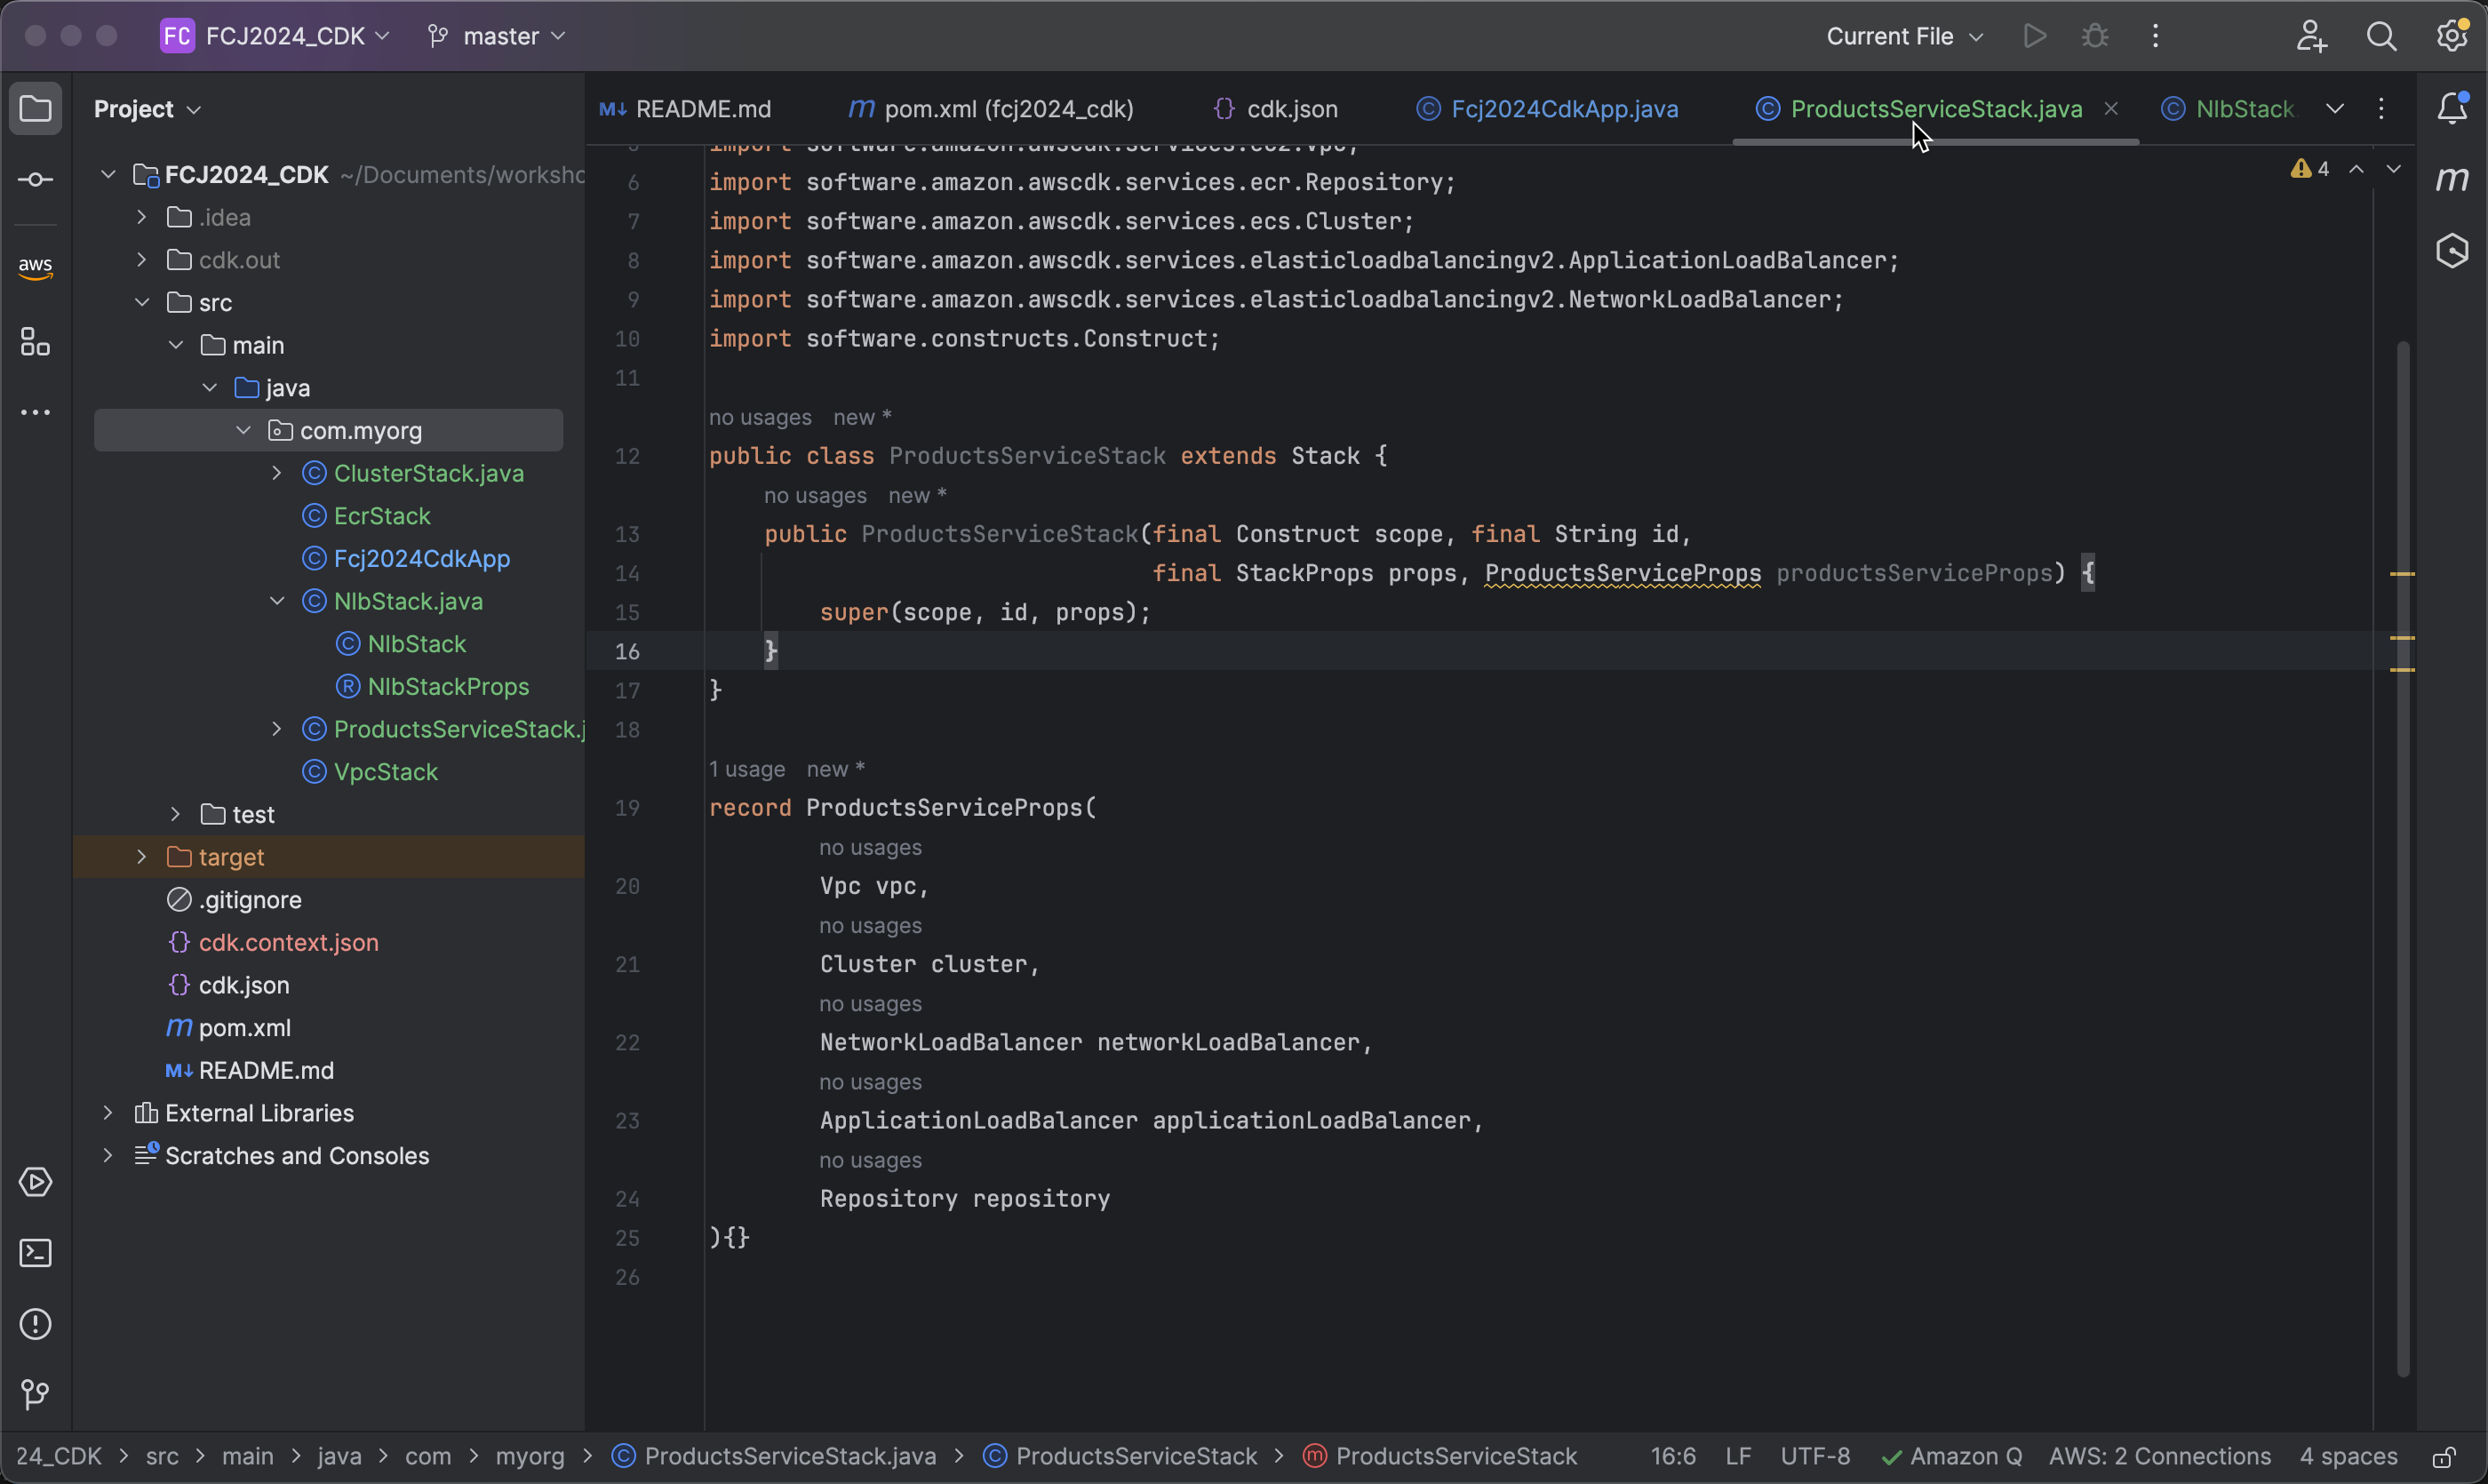 FC FCJ2024_CDK master Current File
Project
README.md pom.xml (fcj2024_cdk) cdk.json Fcj2024CdkApp.java ProductsServiceStack.java NlbStack
FCJ2024_CDK ~/Documents/worksho
.idea
cdk.out
src
main
java
com.myorg
ClusterStack.java
EcrStack
Fcj2024CdkApp
NlbStack.java
NlbStack
NlbStackProps
ProductsServiceStack.j
VpcStack
test
target
.gitignore
cdk.context.json
cdk.json
pom.xml
README.md
External Libraries
Scratches and Consoles
aws
4
import software.amazon.awscdk.services.ec2.Vpc;
6 import software.amazon.awscdk.services.ecr.Repository;
7 import software.amazon.awscdk.services.ecs.Cluster;
8 import software.amazon.awscdk.services.elasticloadbalancingv2.ApplicationLoadBalancer;
9 import software.amazon.awscdk.services.elasticloadbalancingv2.NetworkLoadBalancer;
10 import software.constructs.Construct;
11
no usages new *
12 public class ProductsServiceStack extends Stack {
no usages new *
13 public ProductsServiceStack(final Construct scope, final String id,
14 final StackProps props, ProductsServiceProps productsServiceProps) {
15 super(scope, id, props);
16 }
17 }
18
1 usage new *
19 record ProductsServiceProps(
no usages
20 Vpc vpc,
no usages
21 Cluster cluster,
no usages
22 NetworkLoadBalancer networkLoadBalancer,
no usages
23 ApplicationLoadBalancer applicationLoadBalancer,
no usages
24 Repository repository
25 ){}
26
24_CDK > src > main > java > com > myorg > ProductsServiceStack.java > ProductsServiceStack > ProductsServiceStack 16:6 LF UTF-8 Amazon Q AWS: 2 Connections 4 spaces